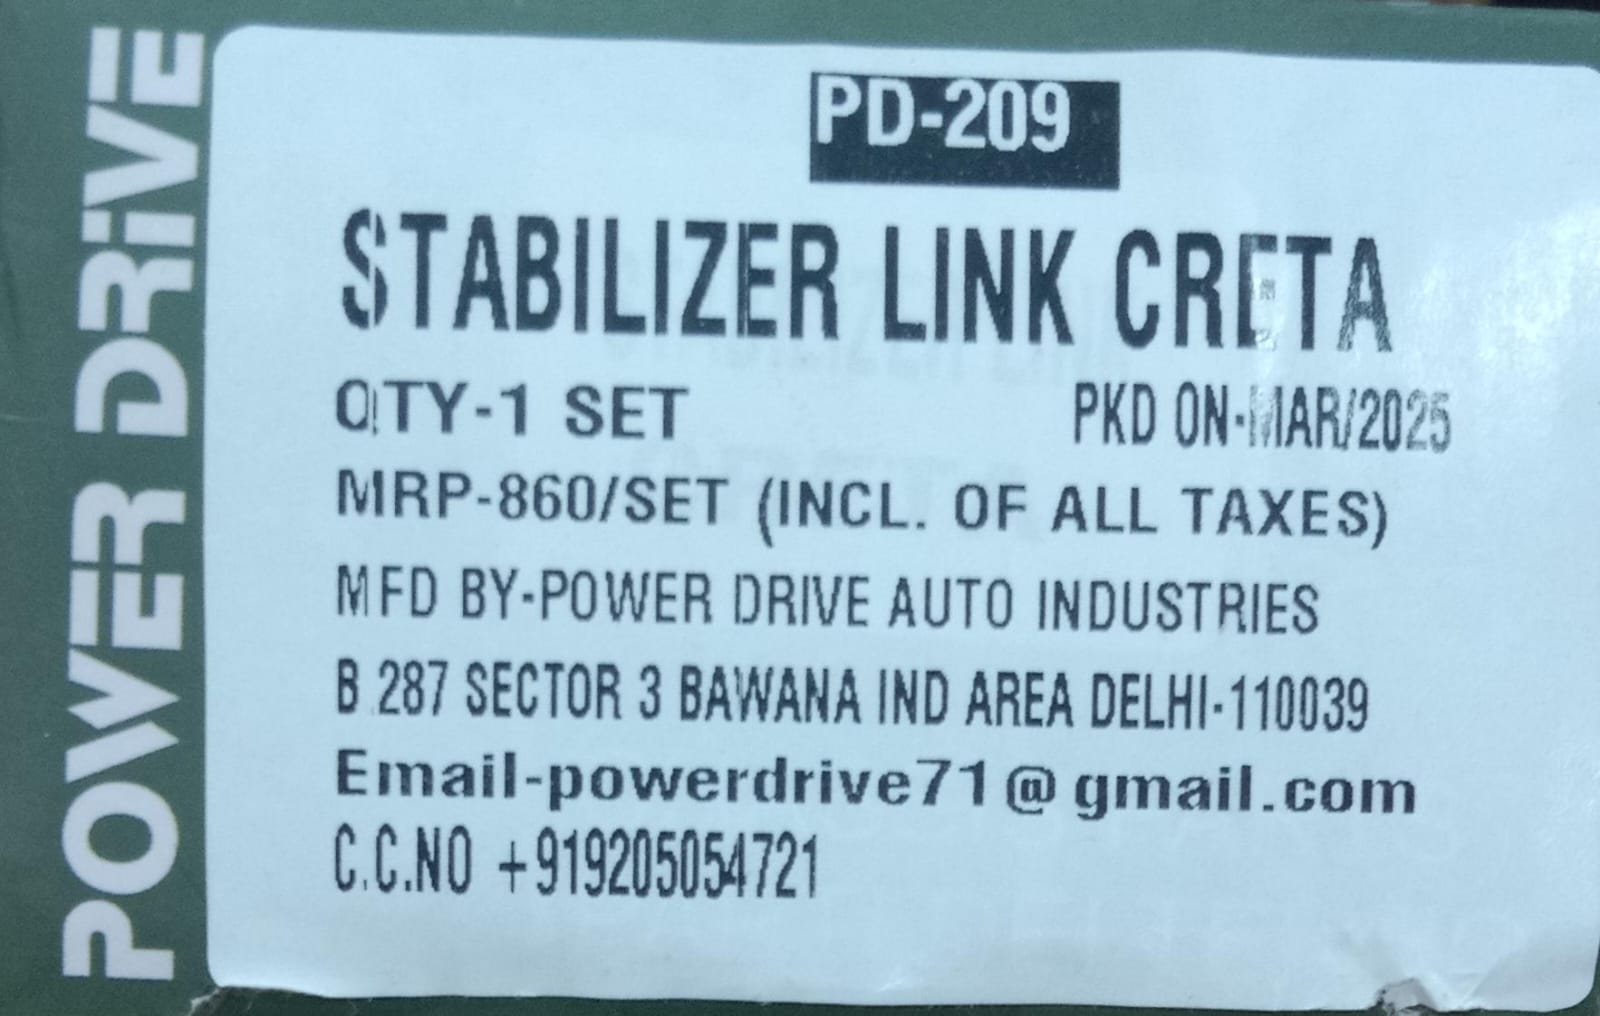 POWER DRiVE
PD-209
STABILIZER LINK CRETA
QTY-1 SET PKD ON-MAR/2025
MRP-860/SET (INCL. OF ALL TAXES)
MFD BY-POWER DRIVE AUTO INDUSTRIES
B 287 SECTOR 3 BAWANA IND AREA DELHI-110039
Email-powerdrive71@gmail.com
C.C.NO +919205054721